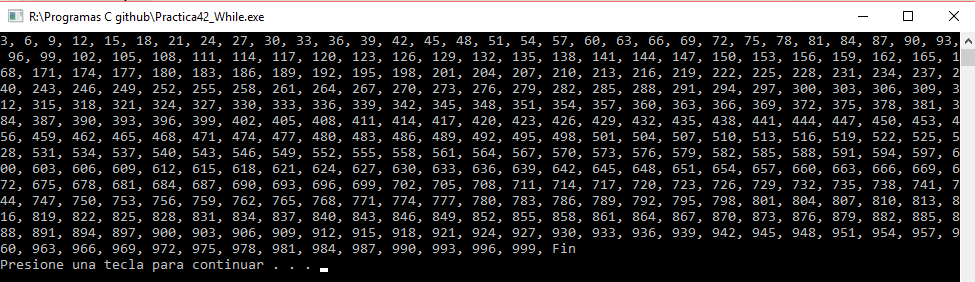 R:\Programas C github\Practica42_While.exe
3, 6, 9, 12, 15, 18, 21, 24, 27, 30, 33, 36, 39, 42, 45, 48, 51, 54, 57, 60, 63, 66, 69, 72, 75, 78, 81, 84, 87, 90, 93,
96, 99, 102, 105, 108, 111, 114, 117, 120, 123, 126, 129, 132, 135, 138, 141, 144, 147, 150, 153, 156, 159, 162, 165, 1
68, 171, 174, 177, 180, 183, 186, 189, 192, 195, 198, 201, 204, 207, 210, 213, 216, 219, 222, 225, 228, 231, 234, 237, 2
40, 243, 246, 249, 252, 255, 258, 261, 264, 267, 270, 273, 276, 279, 282, 285, 288, 291, 294, 297, 300, 303, 306, 309, 3
12, 315, 318, 321, 324, 327, 330, 333, 336, 339, 342, 345, 348, 351, 354, 357, 360, 363, 366, 369, 372, 375, 378, 381, 3
84, 387, 390, 393, 396, 399, 402, 405, 408, 411, 414, 417, 420, 423, 426, 429, 432, 435, 438, 441, 444, 447, 450, 453, 4
56, 459, 462, 465, 468, 471, 474, 477, 480, 483, 486, 489, 492, 495, 498, 501, 504, 507, 510, 513, 516, 519, 522, 525, 5
28, 531, 534, 537, 540, 543, 546, 549, 552, 555, 558, 561, 564, 567, 570, 573, 576, 579, 582, 585, 588, 591, 594, 597, 6
00, 603, 606, 609, 612, 615, 618, 621, 624, 627, 630, 633, 636, 639, 642, 645, 648, 651, 654, 657, 660, 663, 666, 669, 6
72, 675, 678, 681, 684, 687, 690, 693, 696, 699, 702, 705, 708, 711, 714, 717, 720, 723, 726, 729, 732, 735, 738, 741, 7
44, 747, 750, 753, 756, 759, 762, 765, 768, 771, 774, 777, 780, 783, 786, 789, 792, 795, 798, 801, 804, 807, 810, 813, 8
16, 819, 822, 825, 828, 831, 834, 837, 840, 843, 846, 849, 852, 855, 858, 861, 864, 867, 870, 873, 876, 879, 882, 885, 8
88, 891, 894, 897, 900, 903, 906, 909, 912, 915, 918, 921, 924, 927, 930, 933, 936, 939, 942, 945, 948, 951, 954, 957, 9
60, 963, 966, 969, 972, 975, 978, 981, 984, 987, 990, 993, 996, 999, Fin
Presione una tecla para continuar . . .